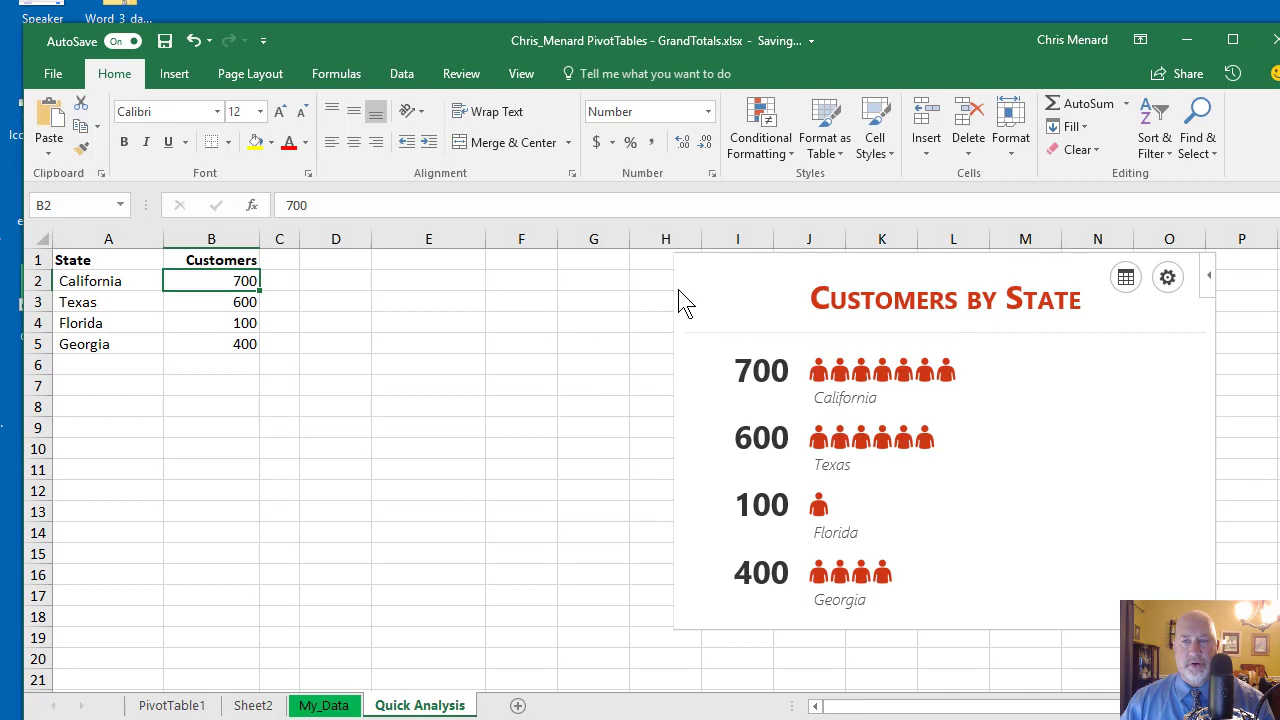 Speaker Word 3_da...
AutoSave On Chris_Menard PivotTables - GrandTotals.xlsx - Saving... Chris Menard
File Home Insert Page Layout Formulas Data Review View Tell me what you want to do Share
Calibri 12 Wrap Text Number AutoSum
Paste B I U A Merge & Center $ % , Conditional Formatting Format as Table Cell Styles Insert Delete Format Fill Clear Sort & Filter Find & Select
Clipboard Font Alignment Number Styles Cells Editing
B2 fx 700
A B C D E F G H I J K L M N O P
1 State Customers
2 California 700
3 Texas 600
4 Florida 100
5 Georgia 400
6
7
8
9
10
11
12
13
14
15
16
17
18
19
20
21
Customers by State
700
California
600
Texas
100
Florida
400
Georgia
PivotTable1 Sheet2 My_Data Quick Analysis